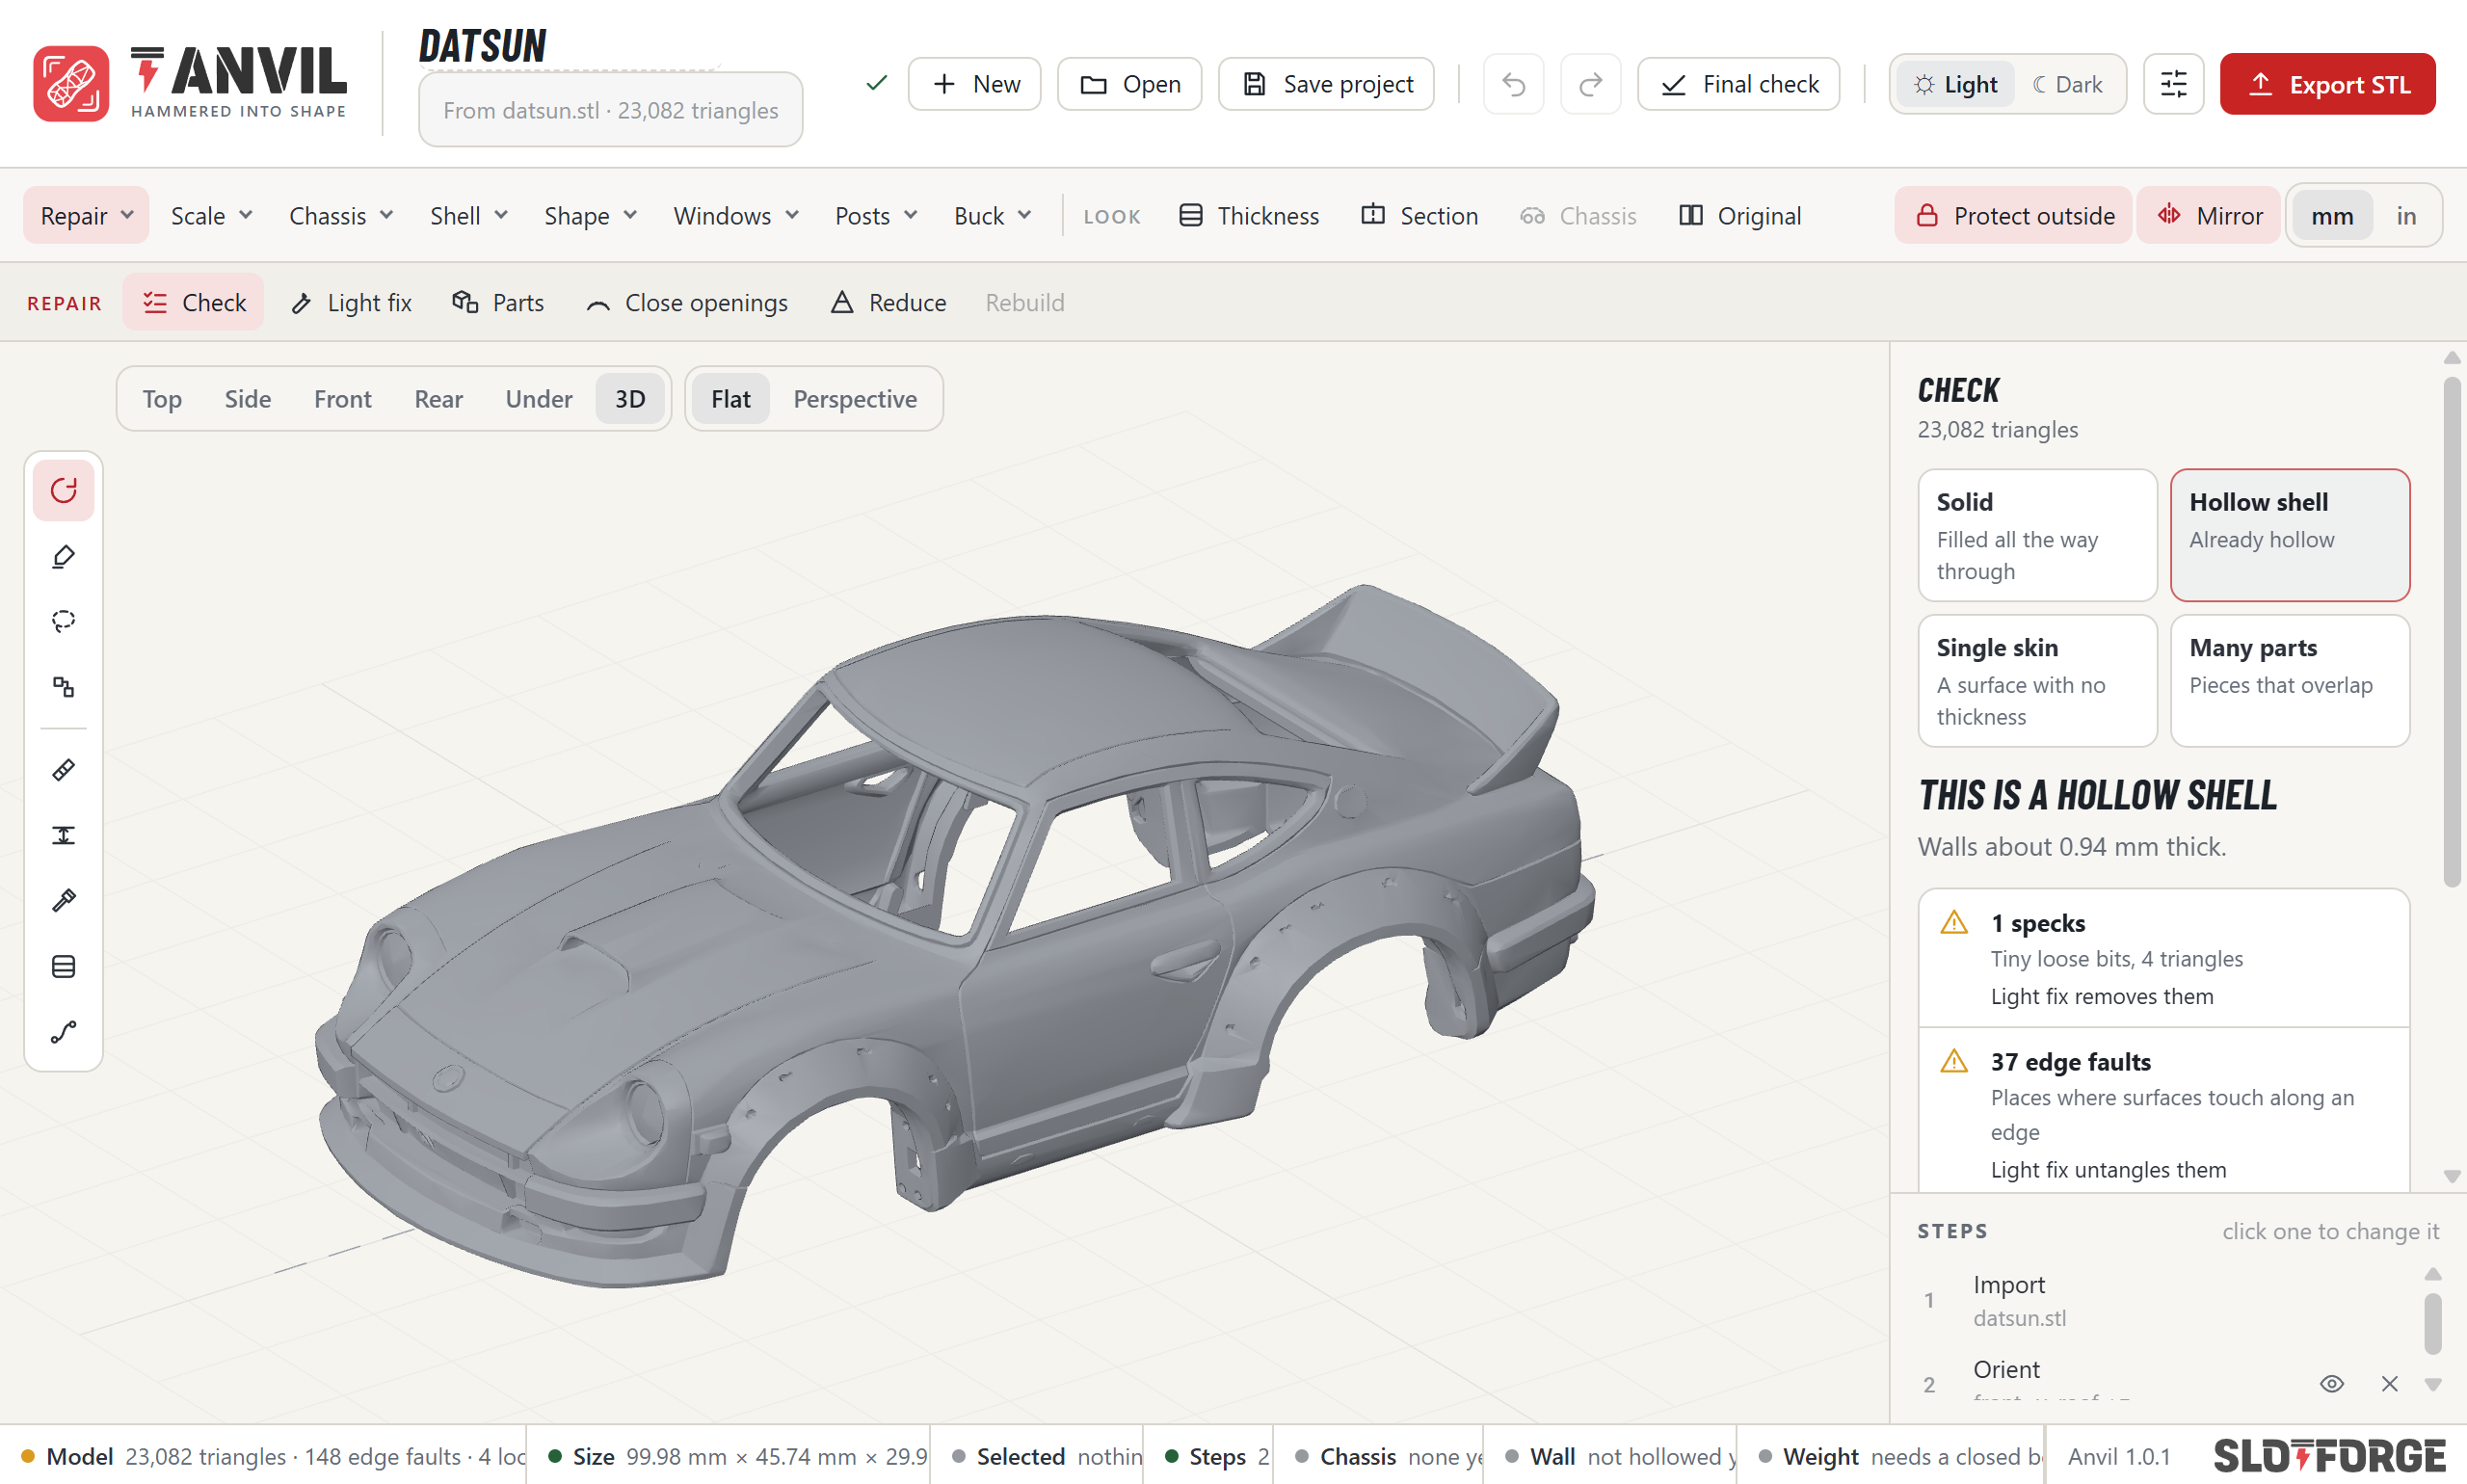 ANVIL
HAMMERED INTO SHAPE
DATSUN
From datsun.stl · 23,082 triangles
New
Open
Save project
Final check
Light
Dark
Export STL
Repair
Scale
Chassis
Shell
Shape
Windows
Posts
Buck
LOOK
Thickness
Section
Chassis
Original
Protect outside
Mirror
mm
in
REPAIR
Check
Light fix
Parts
Close openings
Reduce
Rebuild
Top
Side
Front
Rear
Under
3D
Flat
Perspective
CHECK
23,082 triangles
Solid
Filled all the way
through
Hollow shell
Already hollow
Single skin
A surface with no
thickness
Many parts
Pieces that overlap
THIS IS A HOLLOW SHELL
Walls about 0.94 mm thick.
1 specks
Tiny loose bits, 4 triangles
Light fix removes them
37 edge faults
Places where surfaces touch along an
edge
Light fix untangles them
STEPS
click one to change it
1
Import
datsun.stl
2
Orient
Model 23,082 triangles · 148 edge faults · 4 loo
Size 99.98 mm × 45.74 mm × 29.9
Selected nothin
Steps 2
Chassis none ye
Wall not hollowed y
Weight needs a closed b
Anvil 1.0.1
SLOTFORGE